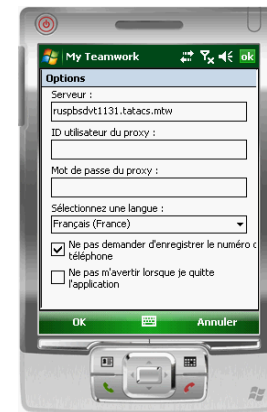 My Teamwork
ok
Options
Serveur :
ruspbsdvt1131.tatacs.mtw
ID utilisateur du proxy :
Mot de passe du proxy :
Sélectionnez une langue :
Français (France)
Ne pas demander d'enregistrer le numéro
téléphone
Ne pas m'avertir lorsque je quitte
l'application
OK
Annuler